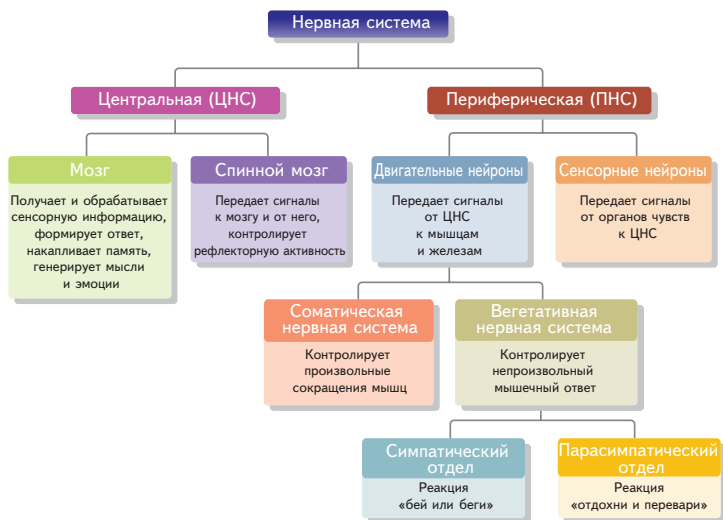 Нервная система
Центральная (ЦНС)
Периферическая (ПНС)
Мозг
Получает и обрабатывает
сенсорную информацию,
формирует ответ,
накапливает память,
генерирует мысли
и эмоции
Спинной мозг
Передает сигналы
к мозгу и от него,
контролирует
рефлекторную активность
Двигательные нейроны
Передает сигналы
от ЦНС
к мышцам
и железам
Сенсорные нейроны
Передает сигналы
от органов чувств
к ЦНС
Соматическая
нервная система
Контролирует
произвольные
сокращения мышц
Вегетативная
нервная система
Контролирует
непроизвольный
мышечный ответ
Симпатический
отдел
Реакция
«бей или беги»
Парасимпатический
отдел
Реакция
«отдохни и перевари»